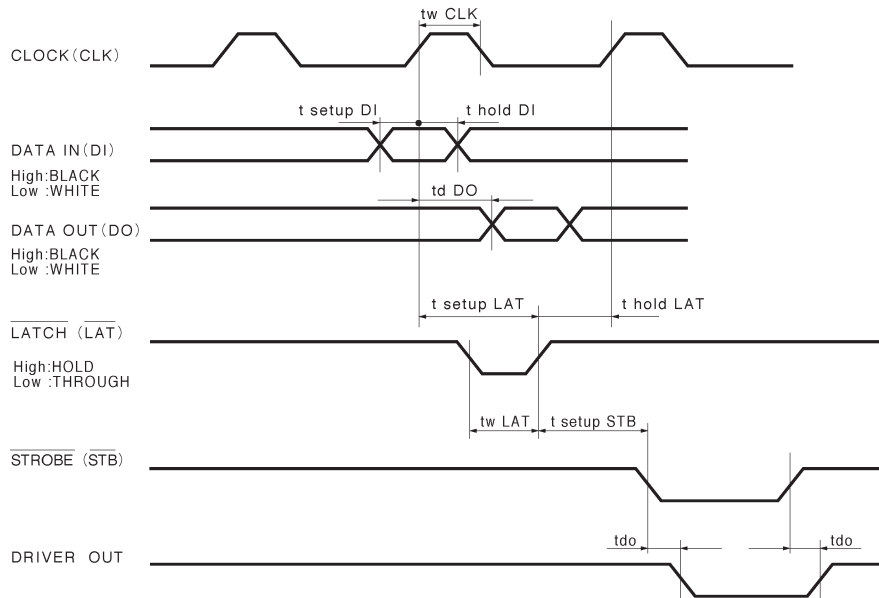 tw CLK
CLOCK(CLK)
t setup DI
t hold DI
DATA IN(DI)
High:BLACK
Low :WHITE
td DO
DATA OUT(DO)
High:BLACK
Low :WHITE
t setup LAT
t hold LAT
LATCH (LAT)
High:HOLD
Low :THROUGH
tw LAT
t setup STB
STROBE (STB)
tdo
tdo
DRIVER OUT